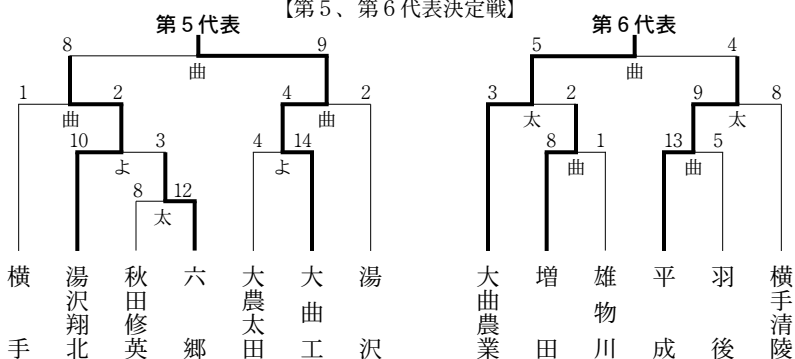 【第５、第６代表決定戦】
第５代表
第６代表
8 9 5 4
曲 曲
1 2 4 2 3 2 9 8
曲 曲 太 太
10 3 4 14 8 1 13 5
よ よ 曲 曲
8 12
太
横手
湯沢翔北
秋田修英
六郷
大農太田
大曲工
湯沢
大曲農業
増田
雄物川
平成
羽後
横手清陵